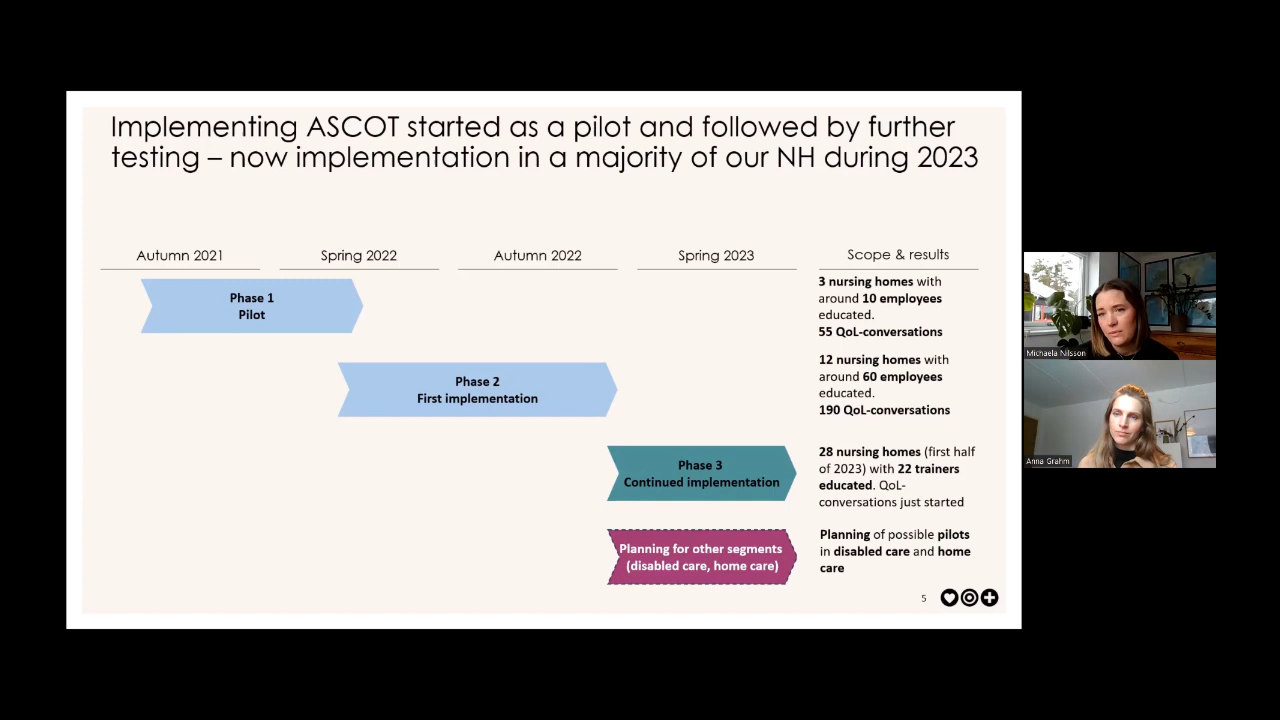 Implementing ASCOT started as a pilot and followed by further
testing – now implementation in a majority of our NH during 2023
Autumn 2021
Spring 2022
Autumn 2022
Spring 2023
Scope & results
Phase 1
Pilot
3 nursing homes with
around 10 employees
educated.
55 QoL-conversations
Phase 2
First implementation
12 nursing homes with
around 60 employees
educated.
190 QoL-conversations
Phase 3
Continued implementation
28 nursing homes (first half
of 2023) with 22 trainers
educated. QoL-
conversations just started
Planning for other segments
(disabled care, home care)
Planning of possible pilots
in disabled care and home
care
5
Michaela Nilsson
Anna Grahm